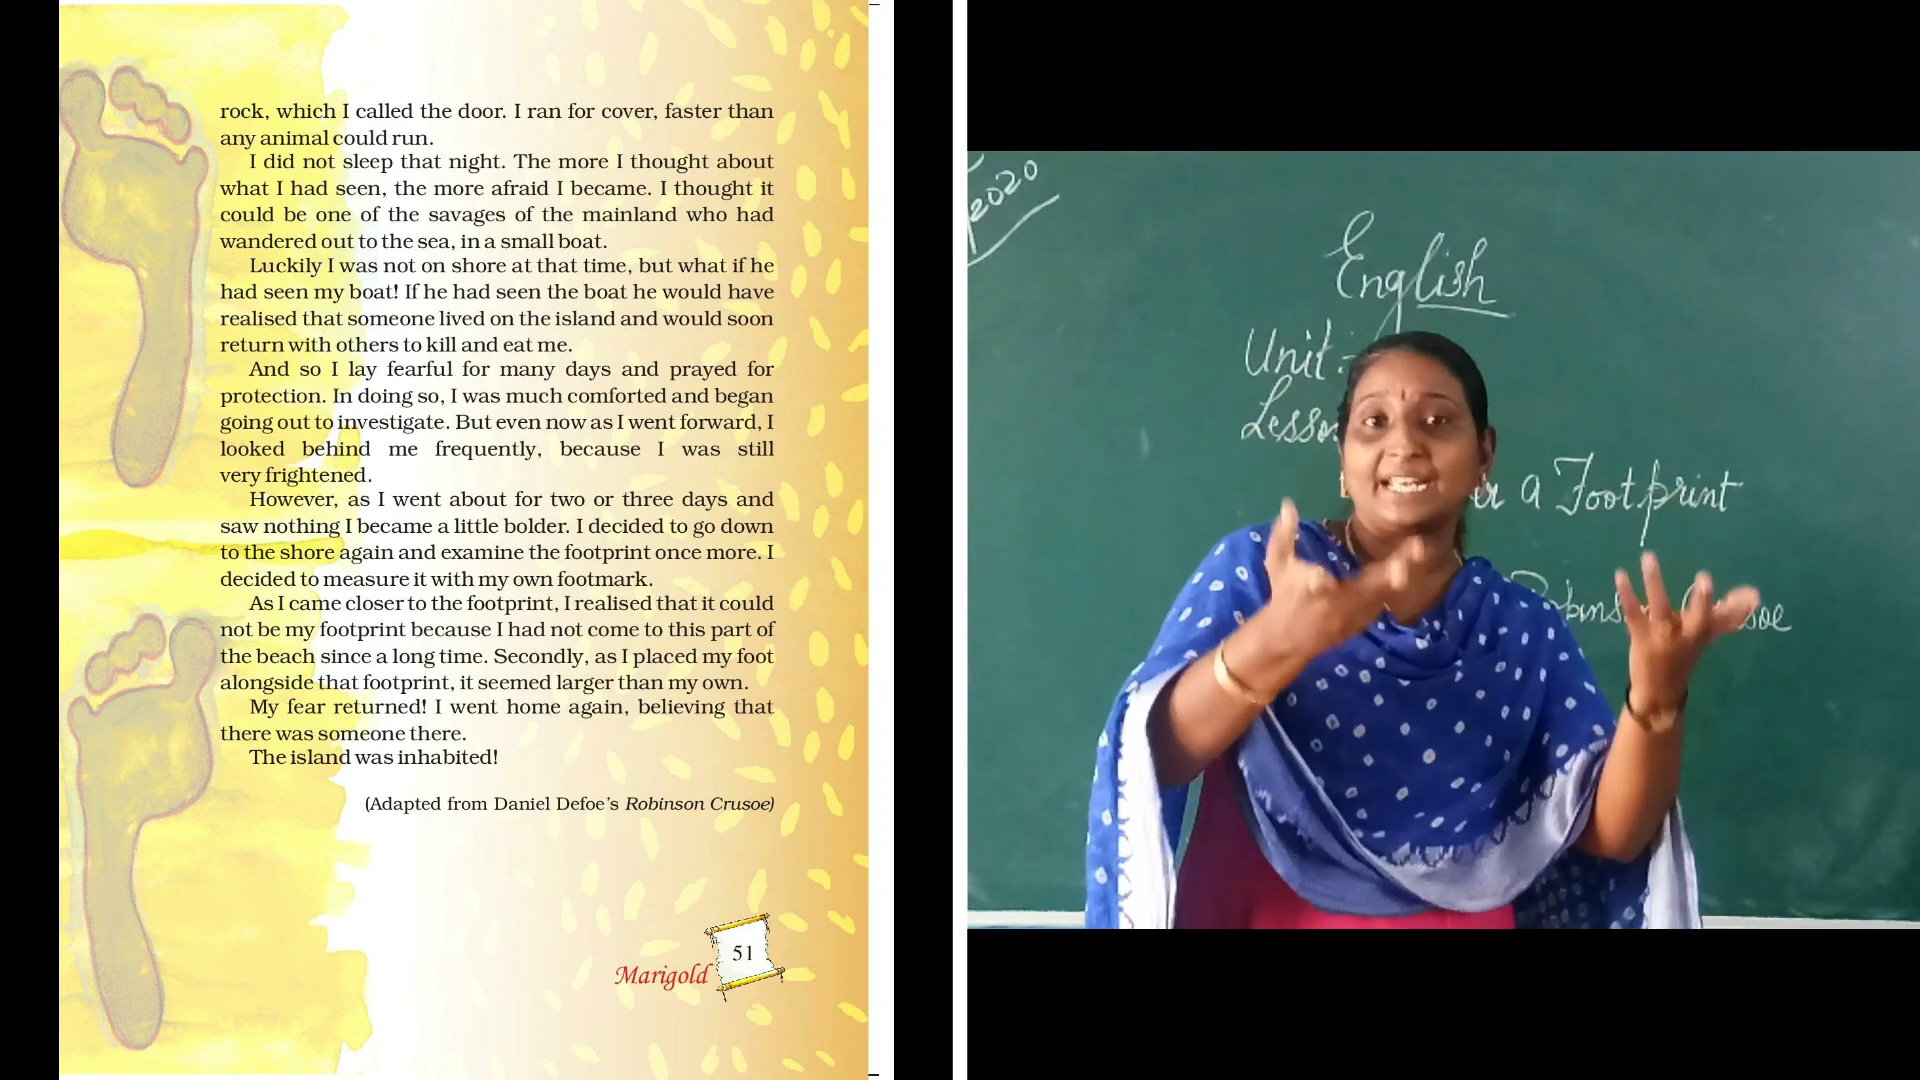 rock, which I called the door. I ran for cover, faster than
any animal could run.
I did not sleep that night. The more I thought about
what I had seen, the more afraid I became. I thought it
could be one of the savages of the mainland who had
wandered out to the sea, in a small boat.
Luckily I was not on shore at that time, but what if he
had seen my boat! If he had seen the boat he would have
realised that someone lived on the island and would soon
return with others to kill and eat me.
And so I lay fearful for many days and prayed for
protection. In doing so, I was much comforted and began
going out to investigate. But even now as I went forward, I
looked behind me frequently, because I was still
very frightened.
However, as I went about for two or three days and
saw nothing I became a little bolder. I decided to go down
to the shore again and examine the footprint once more. I
decided to measure it with my own footmark.
As I came closer to the footprint, I realised that it could
not be my footprint because I had not come to this part of
the beach since a long time. Secondly, as I placed my foot
alongside that footprint, it seemed larger than my own.
My fear returned! I went home again, believing that
there was someone there.
The island was inhabited!
(Adapted from Daniel Defoe's Robinson Crusoe)
51
Marigold
2020
English
Unit:-
Lesson
a Footprint